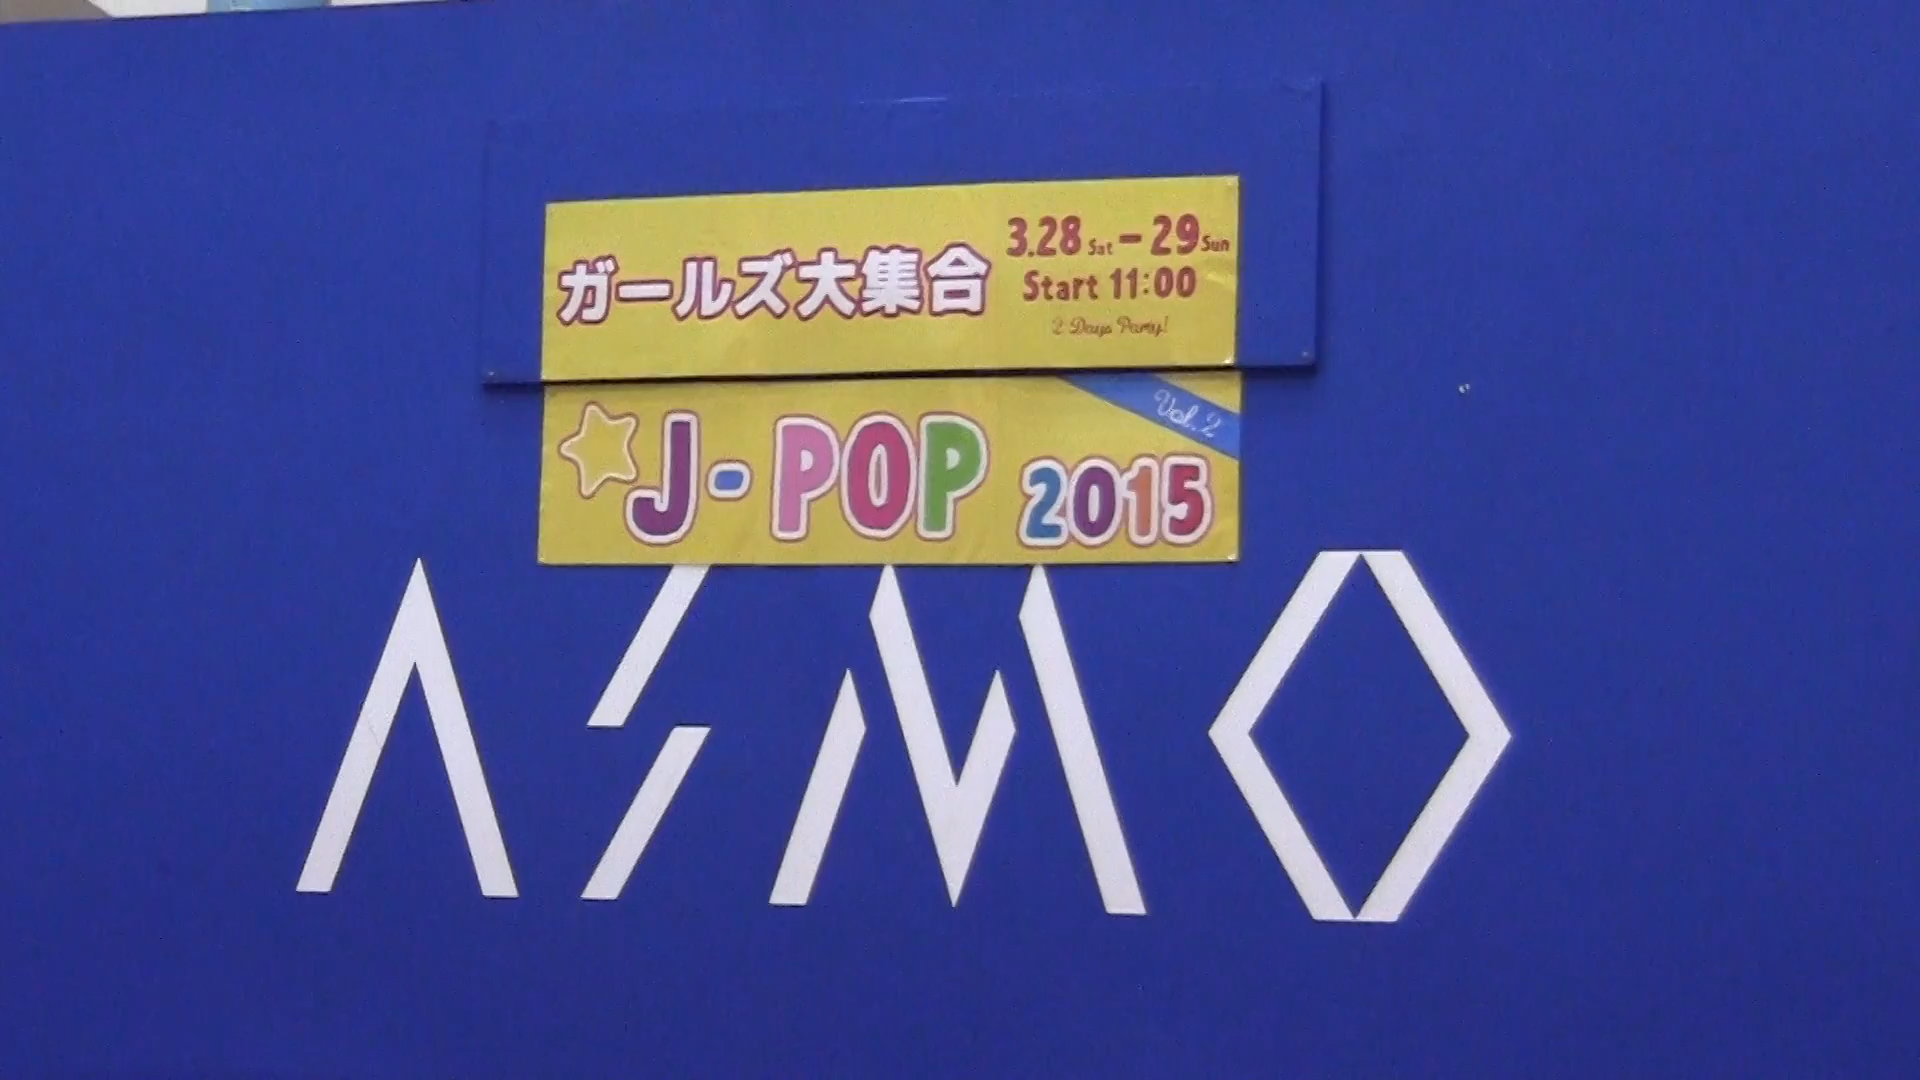 ガールズ大集合
3.28 Sat - 29 Sun
Start 11:00
2 Days Party!
Vol.2
J-POP 2015
ASMO